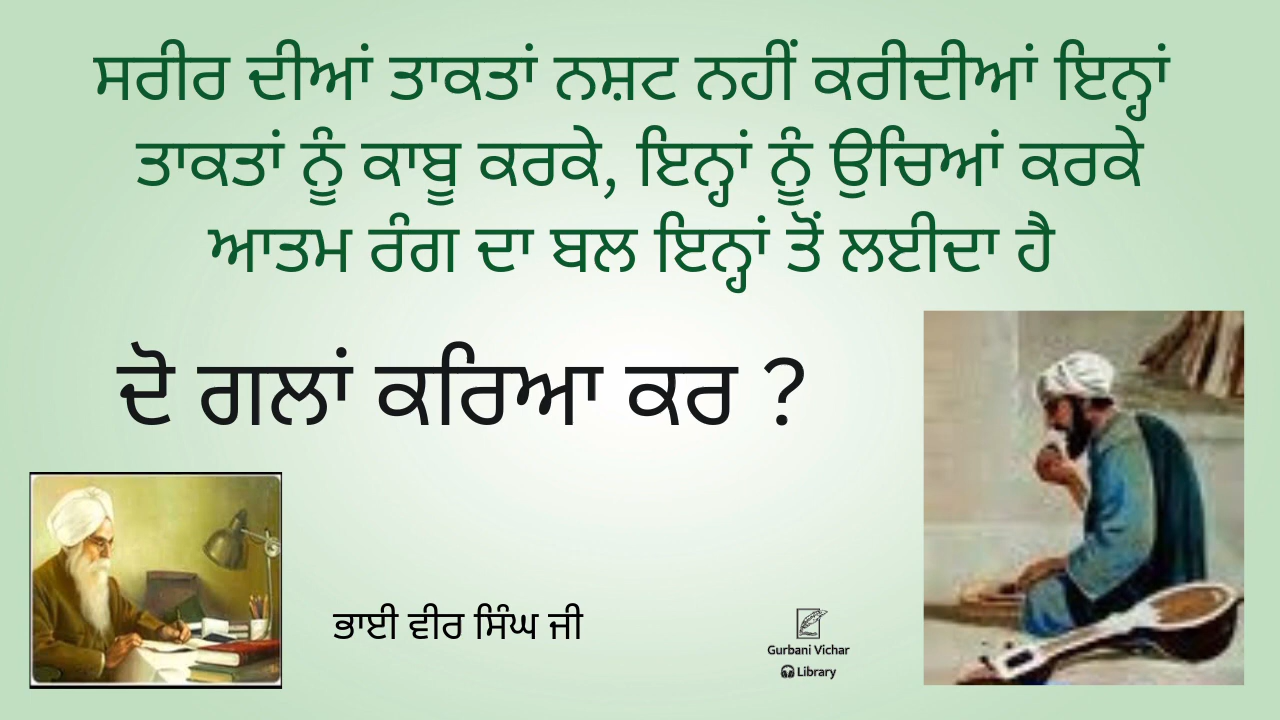 ਸਰੀਰ ਦੀਆਂ ਤਾਕਤਾਂ ਨਸ਼ਟ ਨਹੀਂ ਕਰੀਦੀਆਂ ਇਨ੍ਹਾਂ
ਤਾਕਤਾਂ ਨੂੰ ਕਾਬੂ ਕਰਕੇ, ਇਨ੍ਹਾਂ ਨੂੰ ਉਚਿਆਂ ਕਰਕੇ
ਆਤਮ ਰੰਗ ਦਾ ਬਲ ਇਨ੍ਹਾਂ ਤੋਂ ਲਈਦਾ ਹੈ
ਦੋ ਗਲਾਂ ਕਰਿਆ ਕਰ ?
ਭਾਈ ਵੀਰ ਸਿੰਘ ਜੀ
Gurbani Vichar
Library